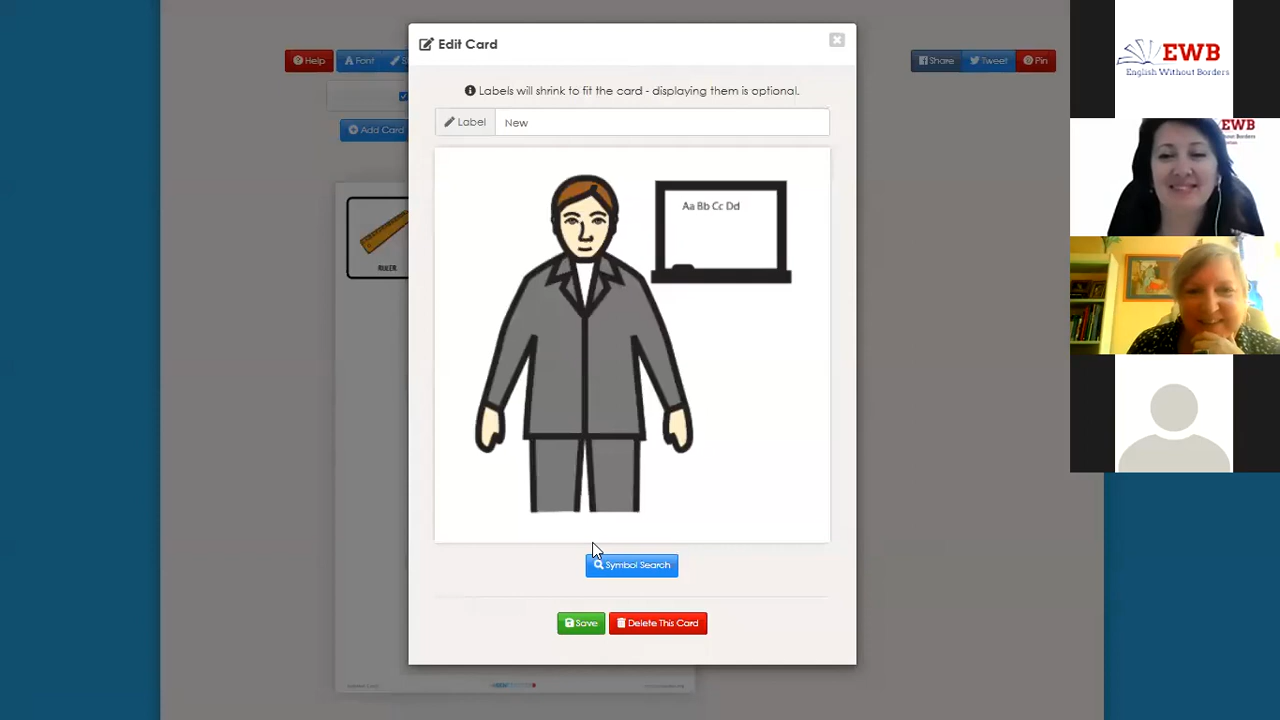 Edit Card
Help
Font
Share
Tweet
Pin
Labels will shrink to fit the card - displaying them is optional.
Label
New
Add Card
Aa Bb Cc Dd
RULER
Symbol Search
Save
Delete This Card
EWB
English Without Borders
EWB